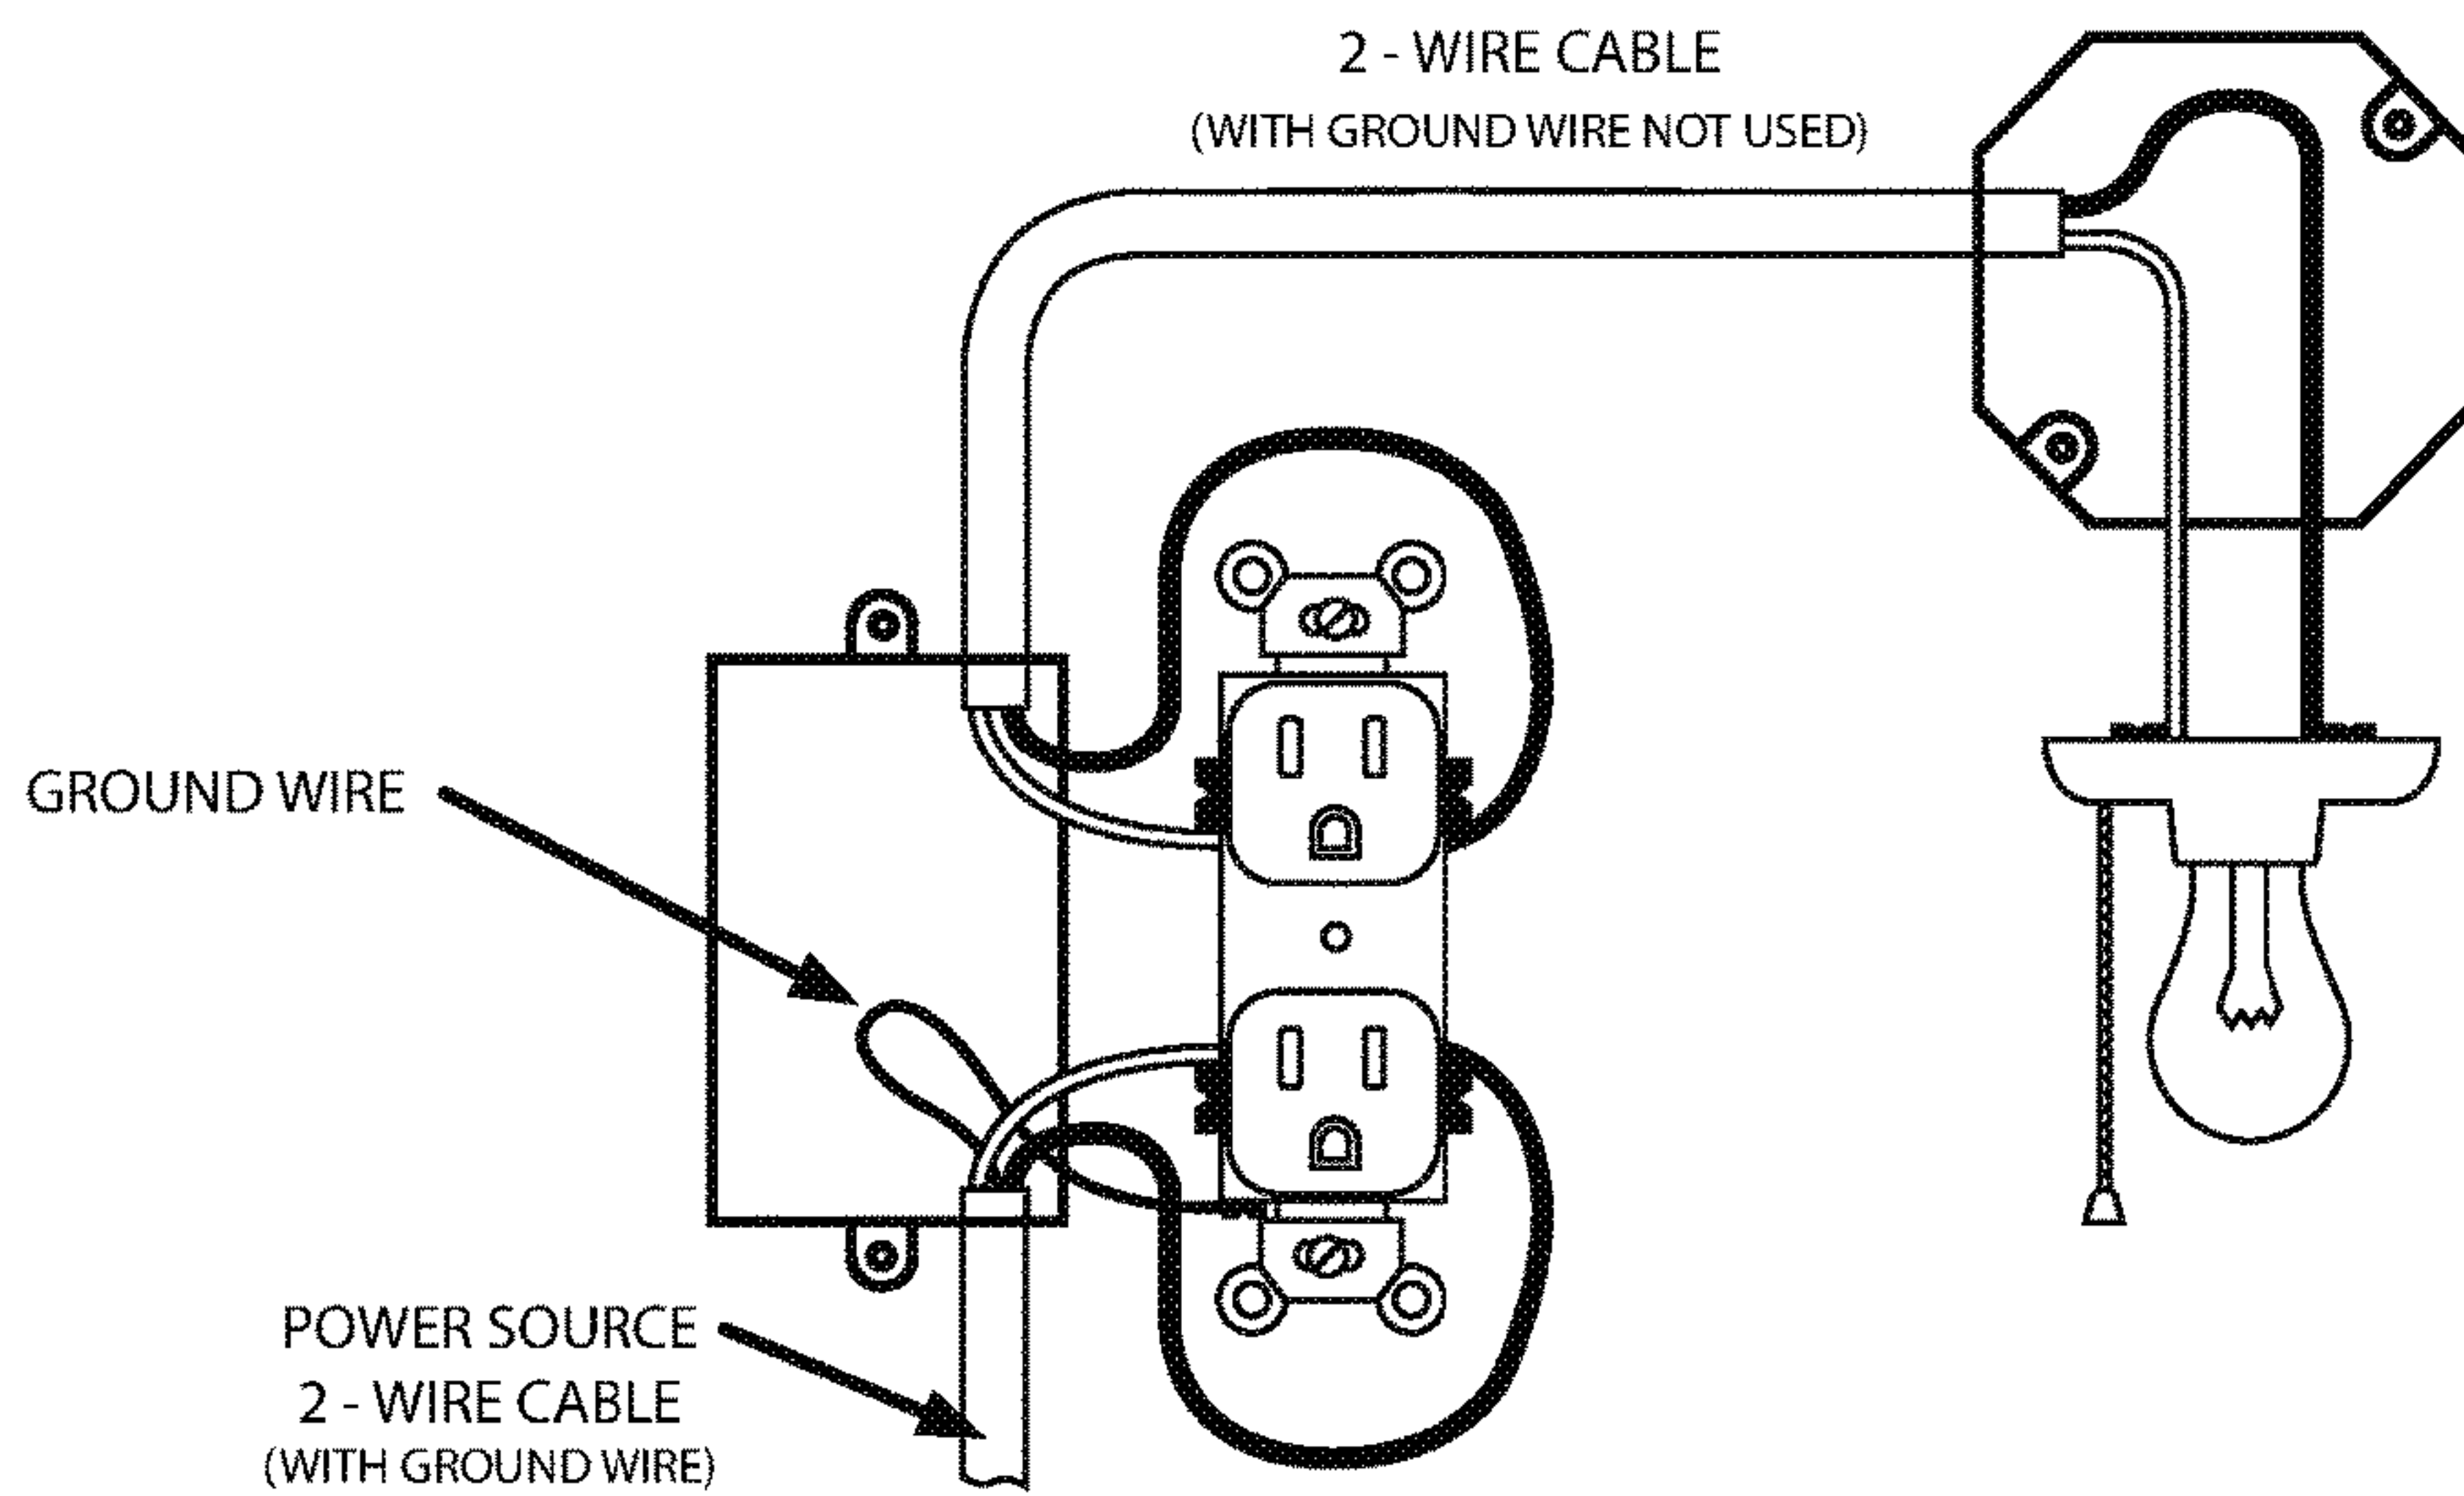 2 - WIRE CABLE
(WITH GROUND WIRE NOT USED)
GROUND WIRE
POWER SOURCE
2 - WIRE CABLE
(WITH GROUND WIRE)